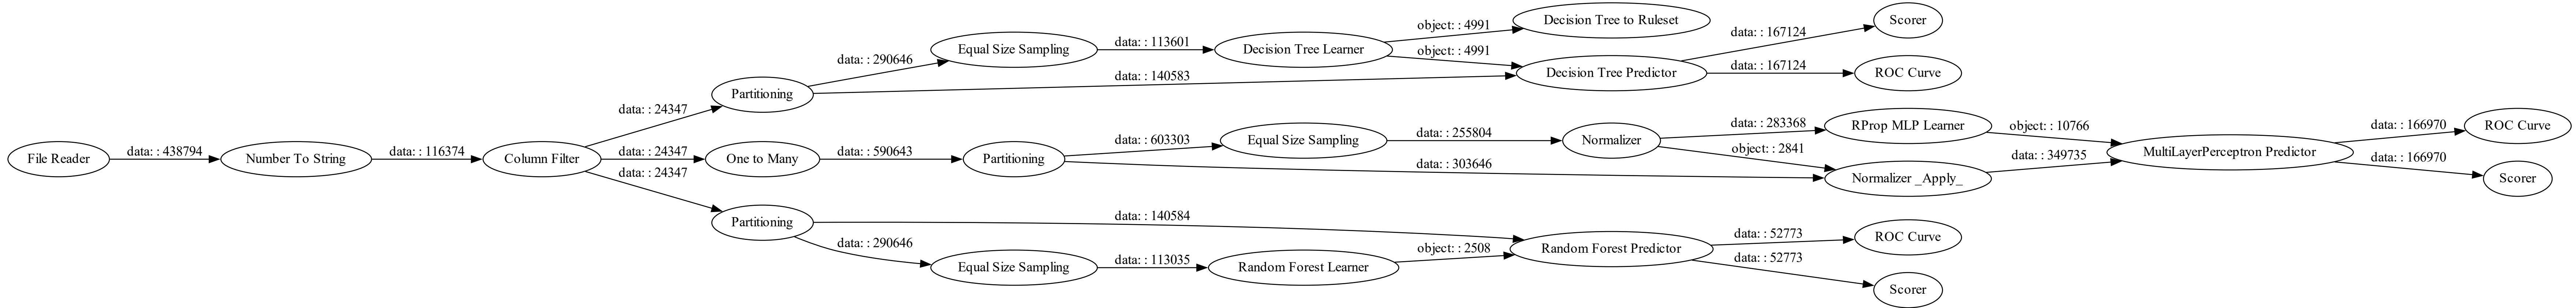 File Reader
data: : 438794
Number To String
data: : 116374
Column Filter
data: : 24347
data: : 24347
data: : 24347
Partitioning
data: : 290646
data: : 140583
Equal Size Sampling
data: : 113601
Decision Tree Learner
object: : 4991
object: : 4991
Decision Tree to Ruleset
Decision Tree Predictor
data: : 167124
data: : 167124
Scorer
ROC Curve
One to Many
data: : 590643
Partitioning
data: : 603303
data: : 303646
Equal Size Sampling
data: : 255804
Normalizer
data: : 283368
object: : 2841
RProp MLP Learner
object: : 10766
Normalizer _Apply_
data: : 349735
MultiLayerPerceptron Predictor
data: : 166970
data: : 166970
ROC Curve
Scorer
Partitioning
data: : 140584
data: : 290646
Equal Size Sampling
data: : 113035
Random Forest Learner
object: : 2508
Random Forest Predictor
data: : 52773
data: : 52773
ROC Curve
Scorer